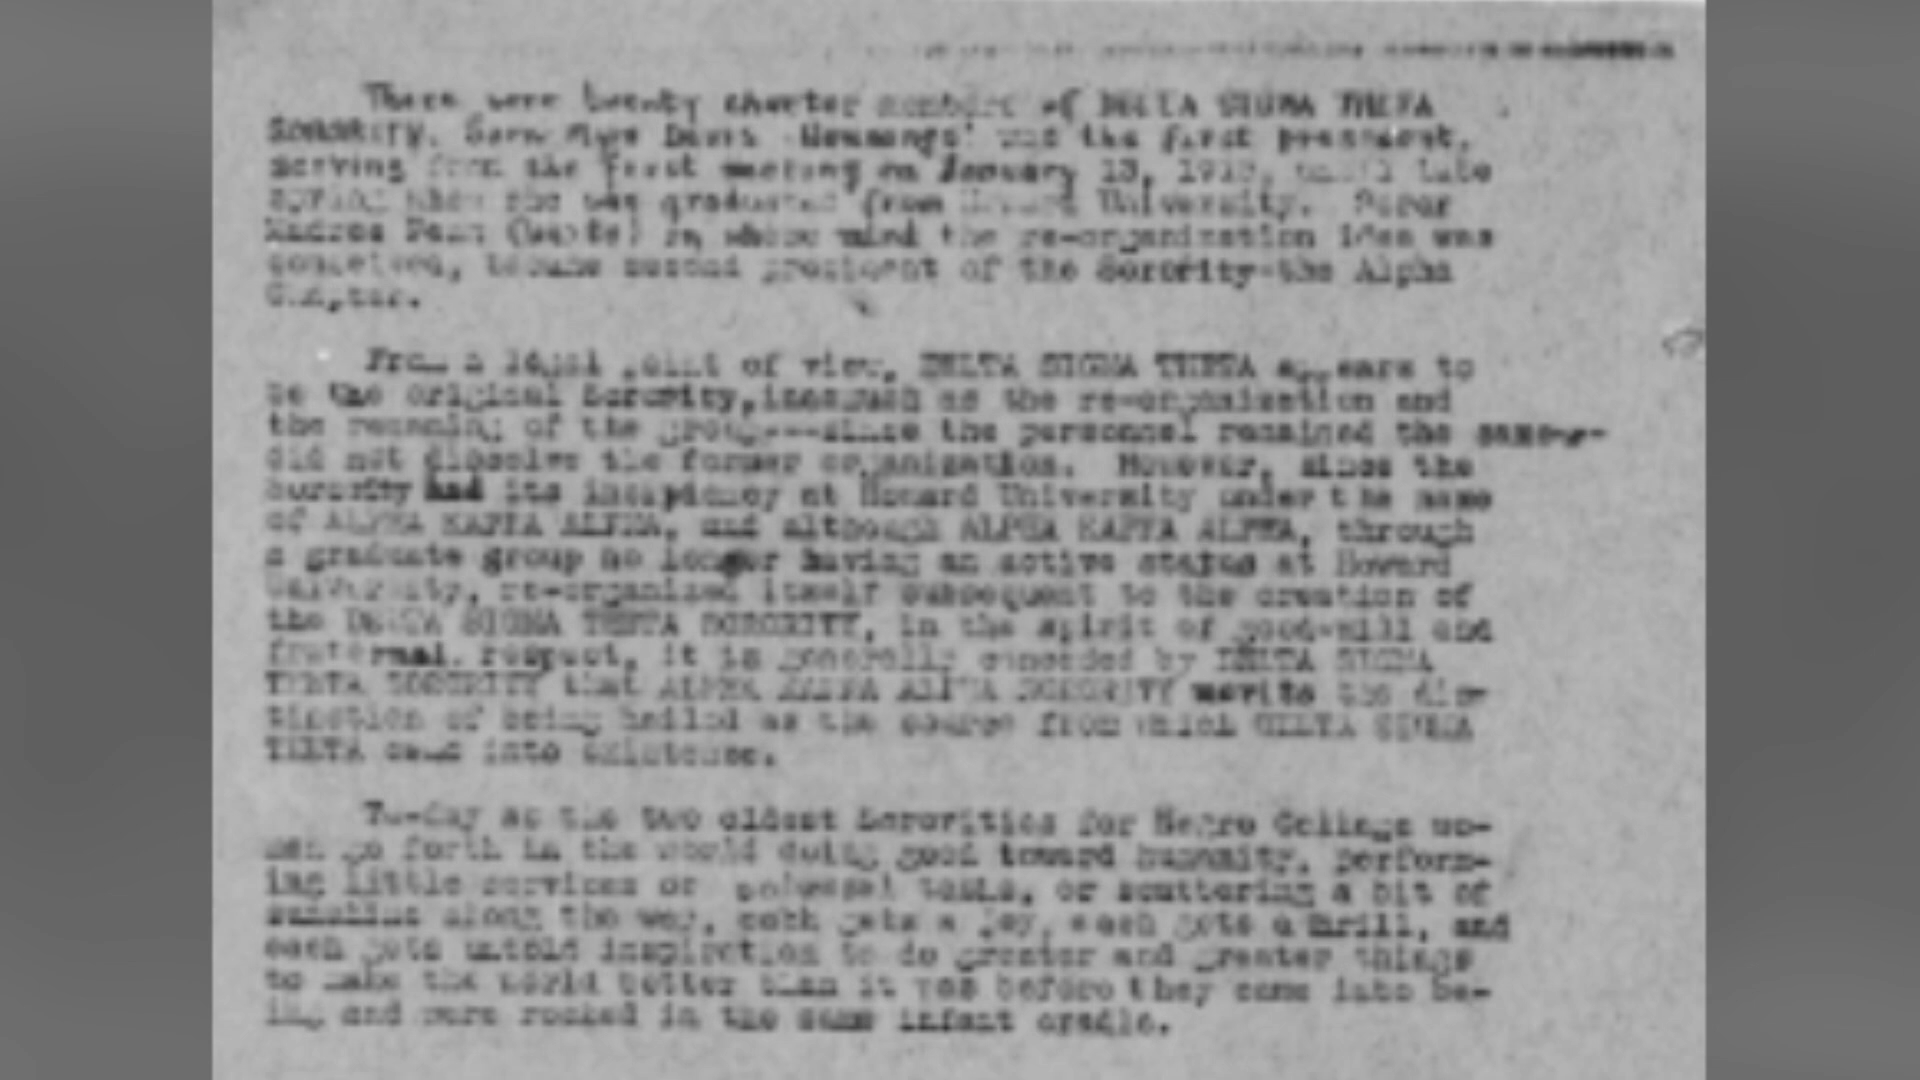 There were twenty charter members of DELTA SIGMA THETA
SORORITY. Soror Myra Davis Hemmings was the first president,
serving from the first meeting on January 13, 1913, until late
spring when she was graduated from Howard University. Soror
Madree Penn (White) in whose mind the re-organization idea was
conceived, became second president of the Sorority-the Alpha
Chapter.
From a legal point of view, DELTA SIGMA THETA appears to
be the original Sorority, inasmuch as the re-organization and
the renaming of the group---since the personnel remained the same--
did not dissolve the former organization. However, since the
Sorority had its at Howard University under the name
of ALPHA KAPPA ALPHA, and although ALPHA KAPPA ALPHA, through
a graduate group no longer having an active status at Howard
University, re-organized itself subsequent to the creation of
the DELTA SIGMA THETA SORORITY, in the spirit of good-will and
fraternal respect, it is generally conceded by DELTA SIGMA
THETA SORORITY that ALPHA KAPPA ALPHA SORORITY merits the dis-
tinction of being hailed as the source from which DELTA SIGMA
THETA came into existence.
To-day as the two oldest Sororities for Negro College wo-
men go forth in the world doing good toward humanity, perform-
ing little services or colossal tasks, or scattering a bit of
sunshine along the way, each gets a joy, each gets a thrill, and
each gets untold inspiration to do greater and greater things
to make the world better than it was before they came into be-
ing and were rocked in the same infant cradle.